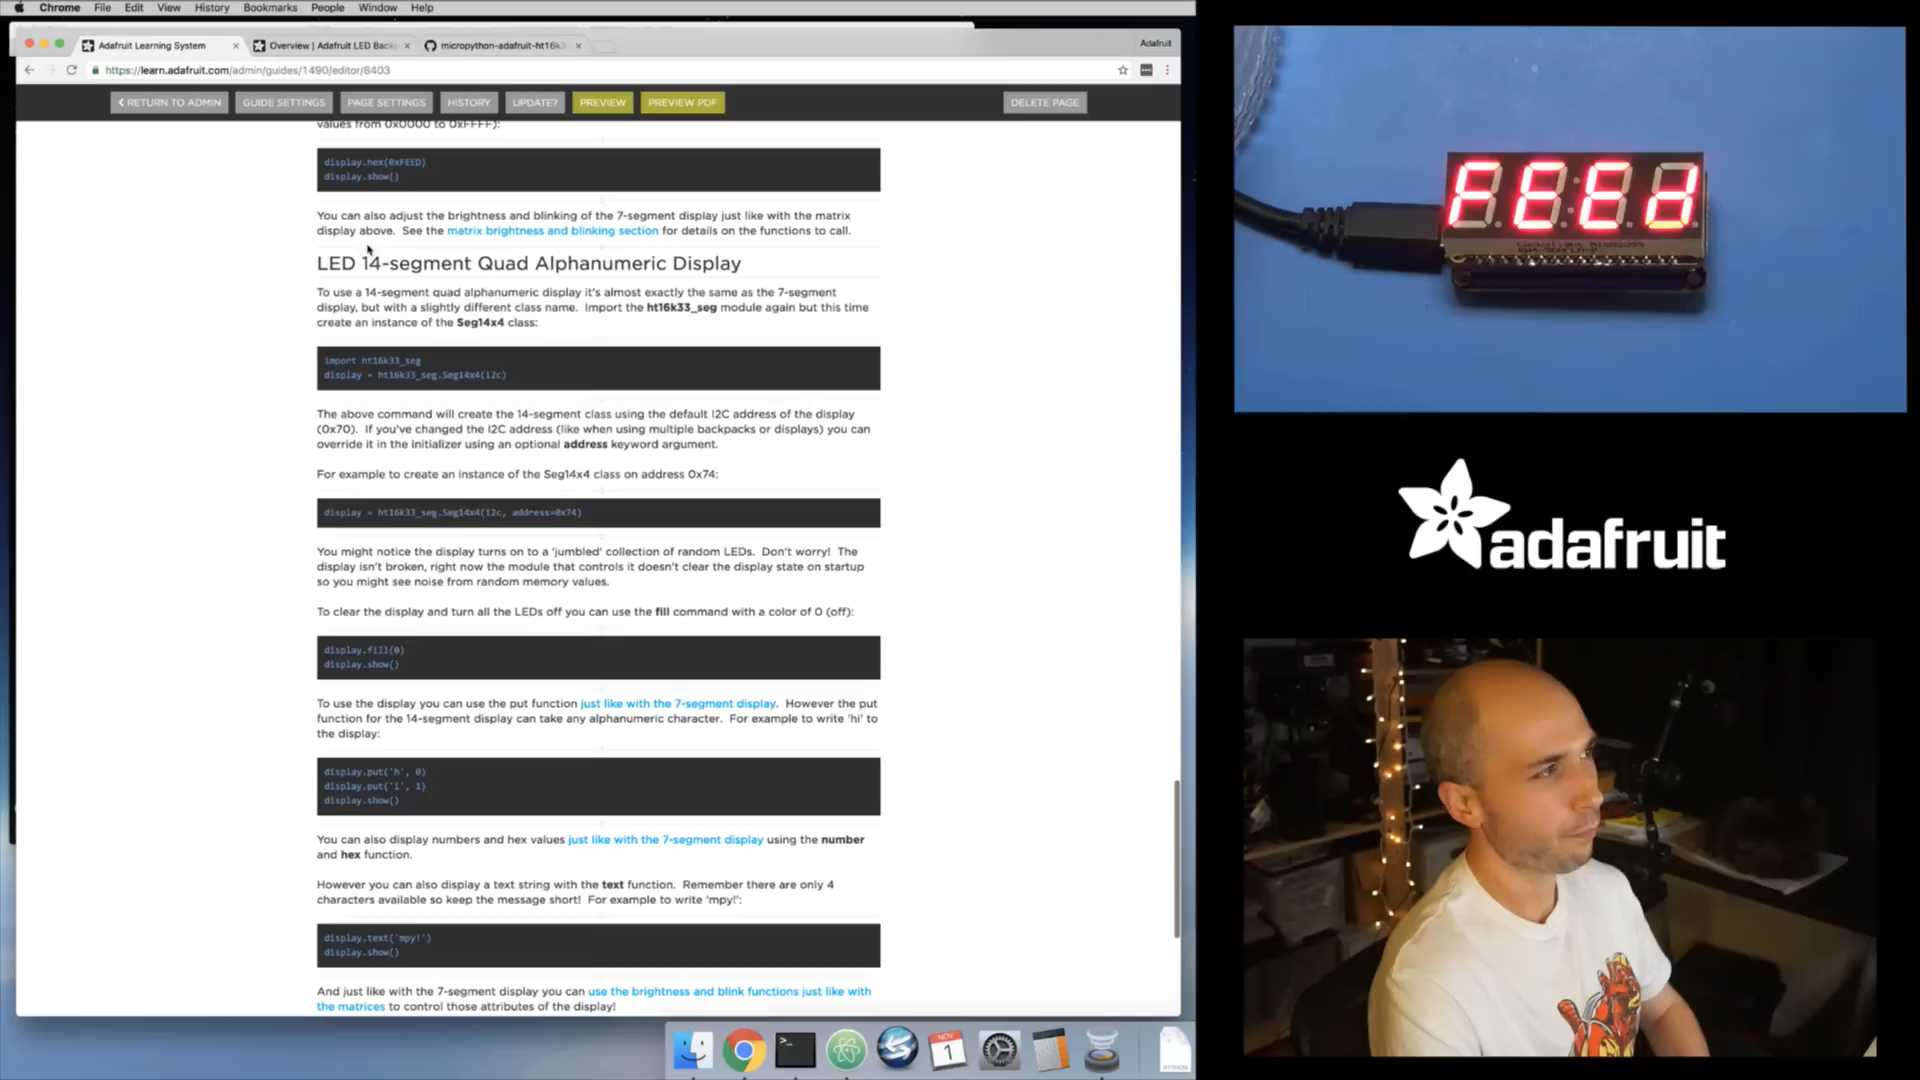 Chrome File Edit View History Bookmarks People Window Help
Adafruit Learning System
Overview | Adafruit LED Back
micropython-adafruit-ht16k3
Adafruit
https://learn.adafruit.com/admin/guides/1490/editor/8403
RETURN TO ADMIN GUIDE SETTINGS PAGE SETTINGS HISTORY UPDATE? PREVIEW PREVIEW PDF DELETE PAGE
values from 0x0000 to 0xFFFF):
display.hex(0xFEED)
display.show()
You can also adjust the brightness and blinking of the 7-segment display just like with the matrix
display above. See the matrix brightness and blinking section for details on the functions to call.
LED 14-segment Quad Alphanumeric Display
To use a 14-segment quad alphanumeric display it's almost exactly the same as the 7-segment
display, but with a slightly different class name. Import the ht16k33_seg module again but this time
create an instance of the Seg14x4 class:
import ht16k33_seg
display = ht16k33_seg.Seg14x4(i2c)
The above command will create the 14-segment class using the default I2C address of the display
(0x70). If you've changed the I2C address (like when using multiple backpacks or displays) you can
override it in the initializer using an optional address keyword argument.
For example to create an instance of the Seg14x4 class on address 0x74:
display = ht16k33_seg.Seg14x4(i2c, address=0x74)
You might notice the display turns on to a 'jumbled' collection of random LEDs. Don't worry! The
display isn't broken, right now the module that controls it doesn't clear the display state on startup
so you might see noise from random memory values.
To clear the display and turn all the LEDs off you can use the fill command with a color of 0 (off):
display.fill(0)
display.show()
To use the display you can use the put function just like with the 7-segment display. However the put
function for the 14-segment display can take any alphanumeric character. For example to write 'hi' to
the display:
display.put('h', 0)
display.put('i', 1)
display.show()
You can also display numbers and hex values just like with the 7-segment display using the number
and hex function.
However you can also display a text string with the text function. Remember there are only 4
characters available so keep the message short! For example to write 'mpy!':
display.text('mpy!')
display.show()
And just like with the 7-segment display you can use the brightness and blink functions just like with
the matrices to control those attributes of the display!
NOV
1
PYTHON
FEEd
adafruit